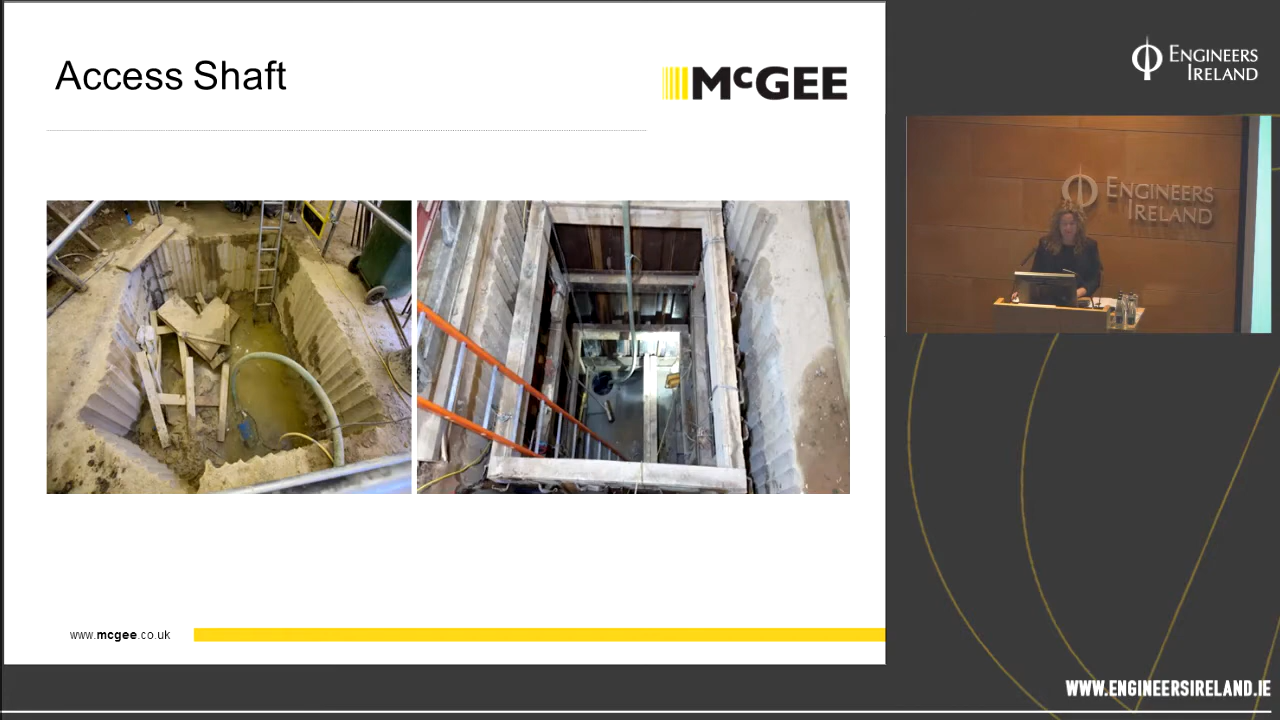 Access Shaft
McGEE
www.mcgee.co.uk
ENGINEERS
IRELAND
ENGINEERS
IRELAND
WWW.ENGINEERSIRELAND.IE